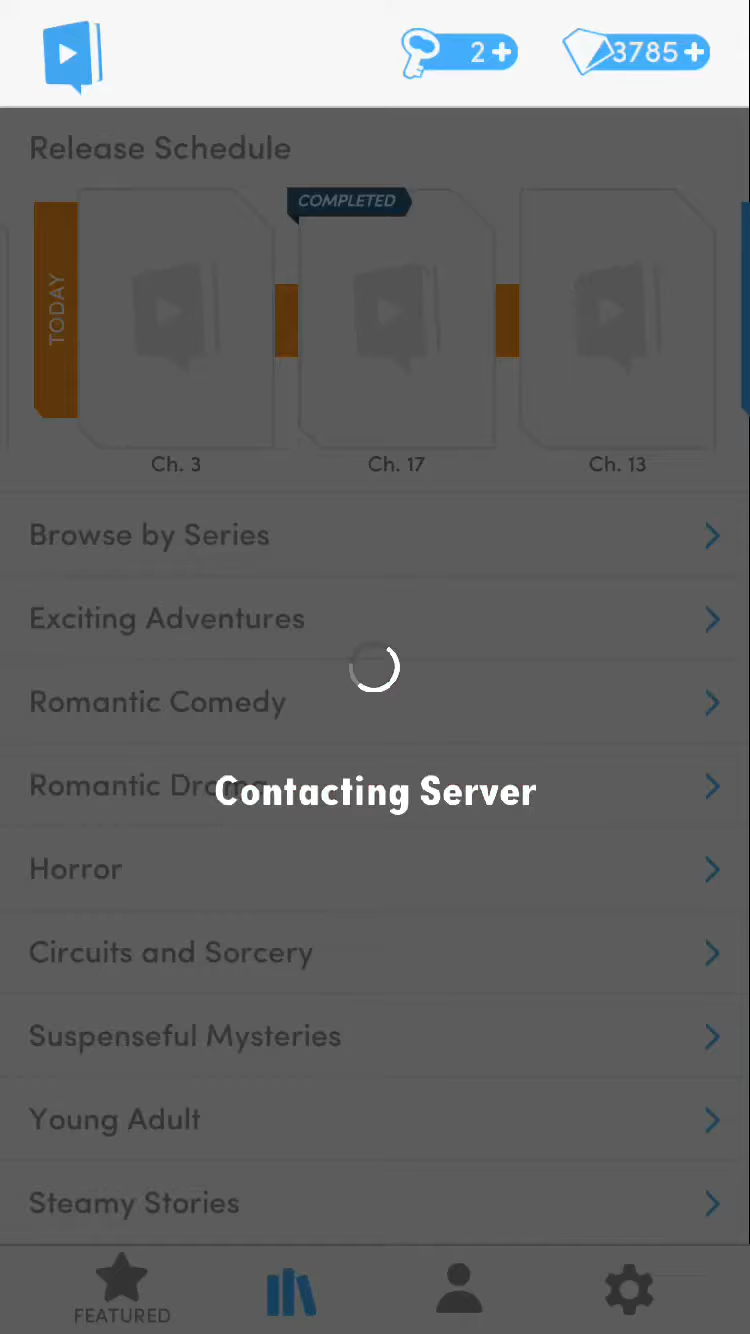 2
3785
Release Schedule
TODAY
COMPLETED
Ch. 3
Ch. 17
Ch. 13
Browse by Series
Exciting Adventures
Romantic Comedy
Romantic Drama
Contacting Server
Horror
Circuits and Sorcery
Suspenseful Mysteries
Young Adult
Steamy Stories
FEATURED